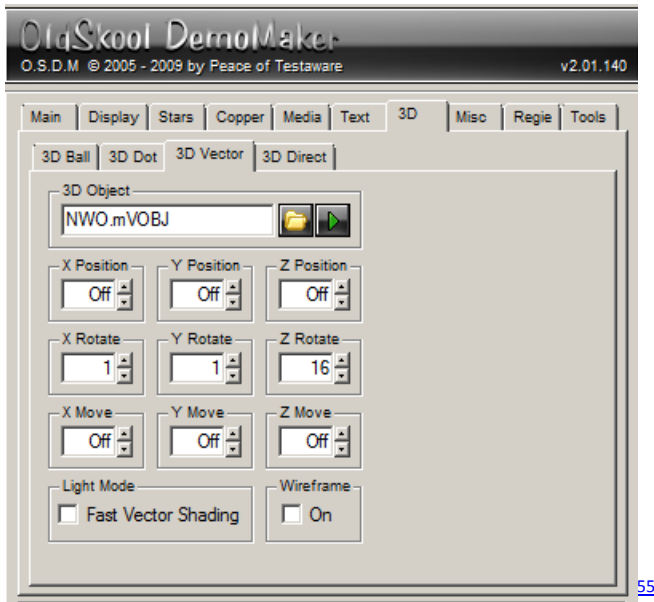 OldSkool DemoMaker
O.S.D.M © 2005 - 2009 by Peace of Testaware v2.01.140
Main Display Stars Copper Media Text 3D Misc Regie Tools
3D Ball 3D Dot 3D Vector 3D Direct
3D Object
NWO.mVOBJ
X Position Y Position Z Position
Off Off Off
X Rotate Y Rotate Z Rotate
1 1 16
X Move Y Move Z Move
Off Off Off
Light Mode Wireframe
Fast Vector Shading On
55